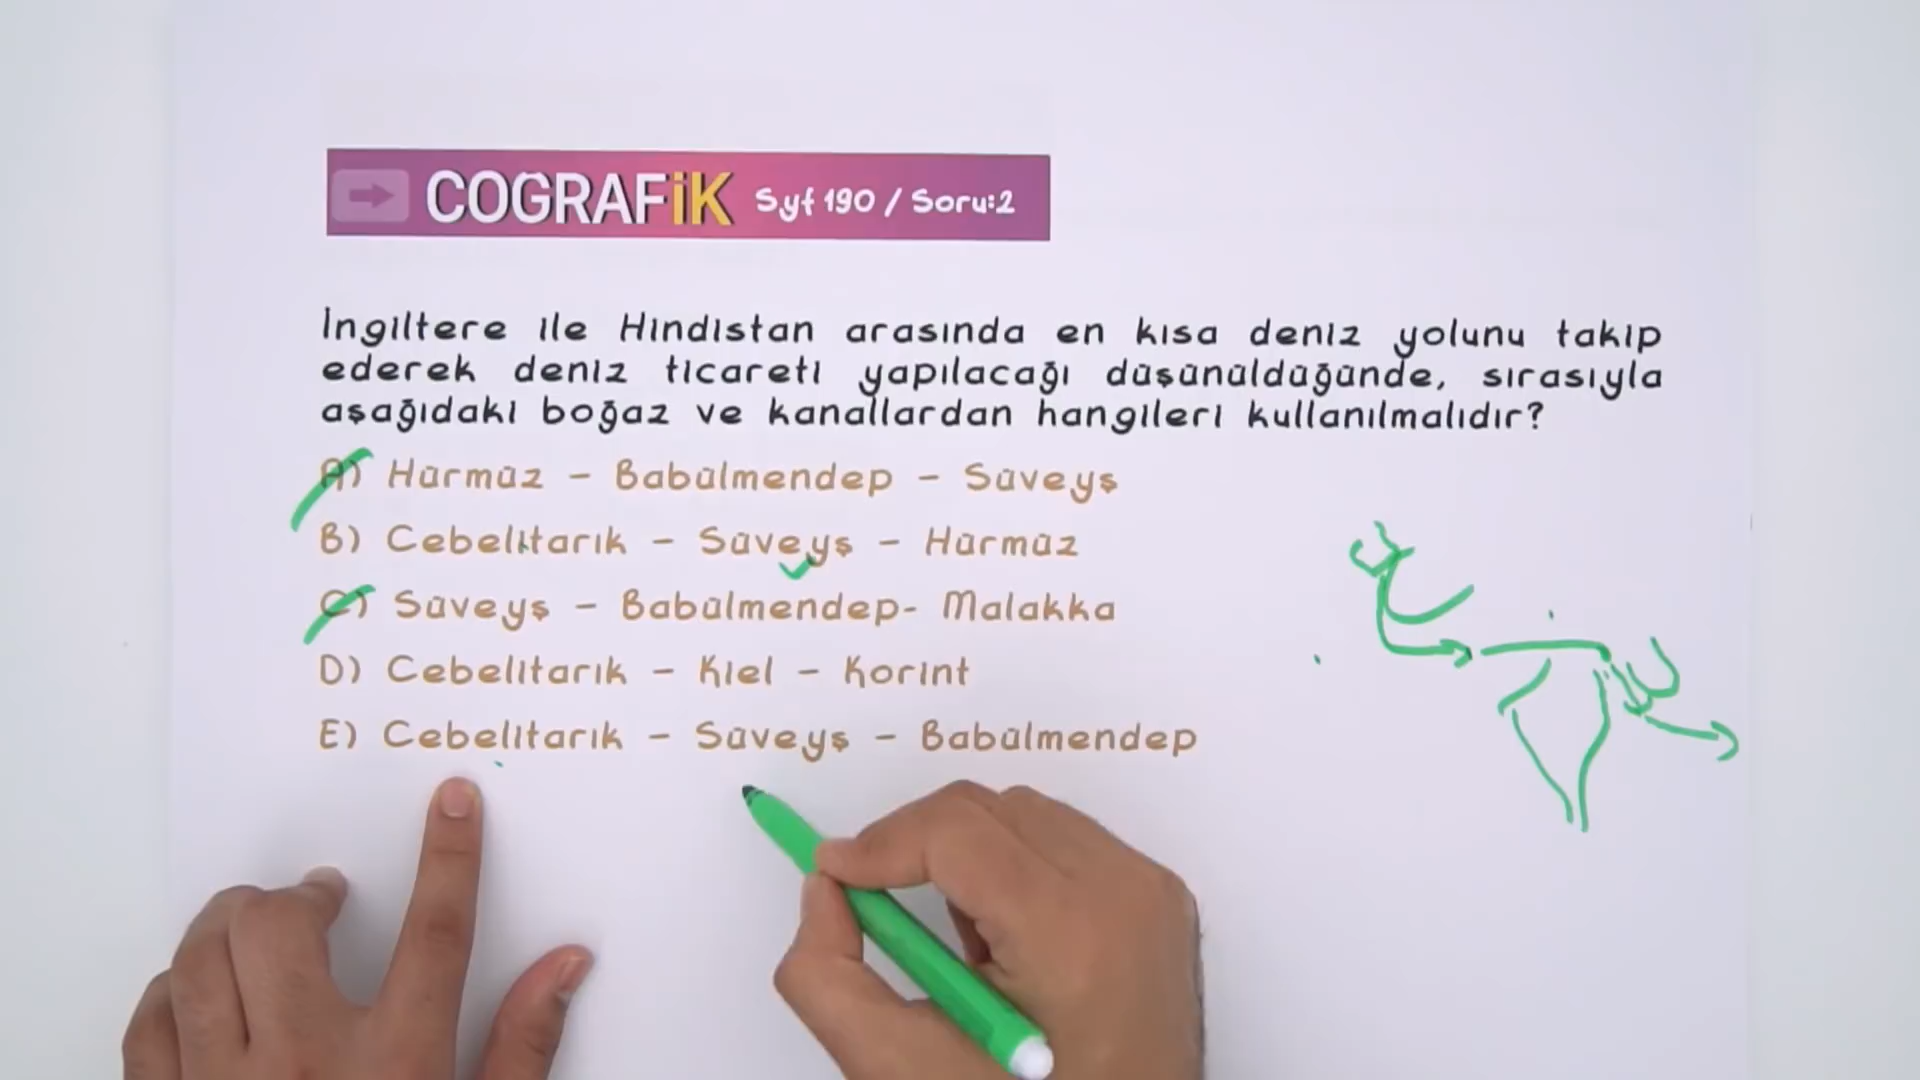 COĞRAFİK Syf 190 / Soru:2
İngiltere ile Hindistan arasında en kısa deniz yolunu takip
ederek deniz ticareti yapılacağı düşünüldüğünde, sırasıyla
aşağıdaki boğaz ve kanallardan hangileri kullanılmalıdır?
A) Hürmüz - Babülmendep - Süveyş
B) Cebelitarık - Süveyş - Hürmüz
C) Süveyş - Babülmendep- Malakka
D) Cebelitarık - Kiel - Korint
E) Cebelitarık - Süveyş - Babülmendep